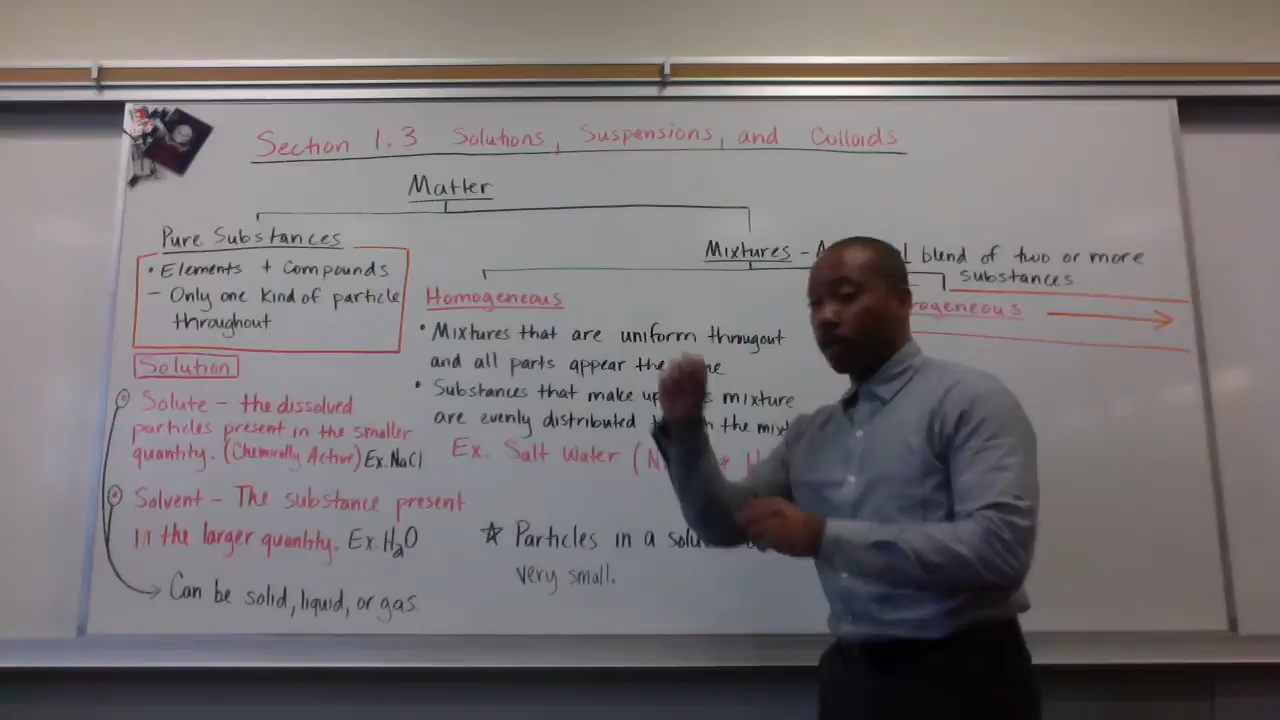 Section 1.3 Solutions, Suspensions, and Colloids
Matter
Pure Substances
• Elements + Compounds
- Only one kind of particle
throughout
Mixtures - blend of two or more
substances
Homogeneous
• Mixtures that are uniform througout
and all parts appear the
• Substances that make up mixture
are evenly distributed the
Ex. Salt Water (
☆ Particles in a
very small.
rogeneous →
Solution
Solute - the dissolved
particles present in the smaller
quantity. (Chemically Active) Ex. NaCl
Solvent - The substance present
in the larger quantity. Ex. H₂O
Can be solid, liquid, or gas